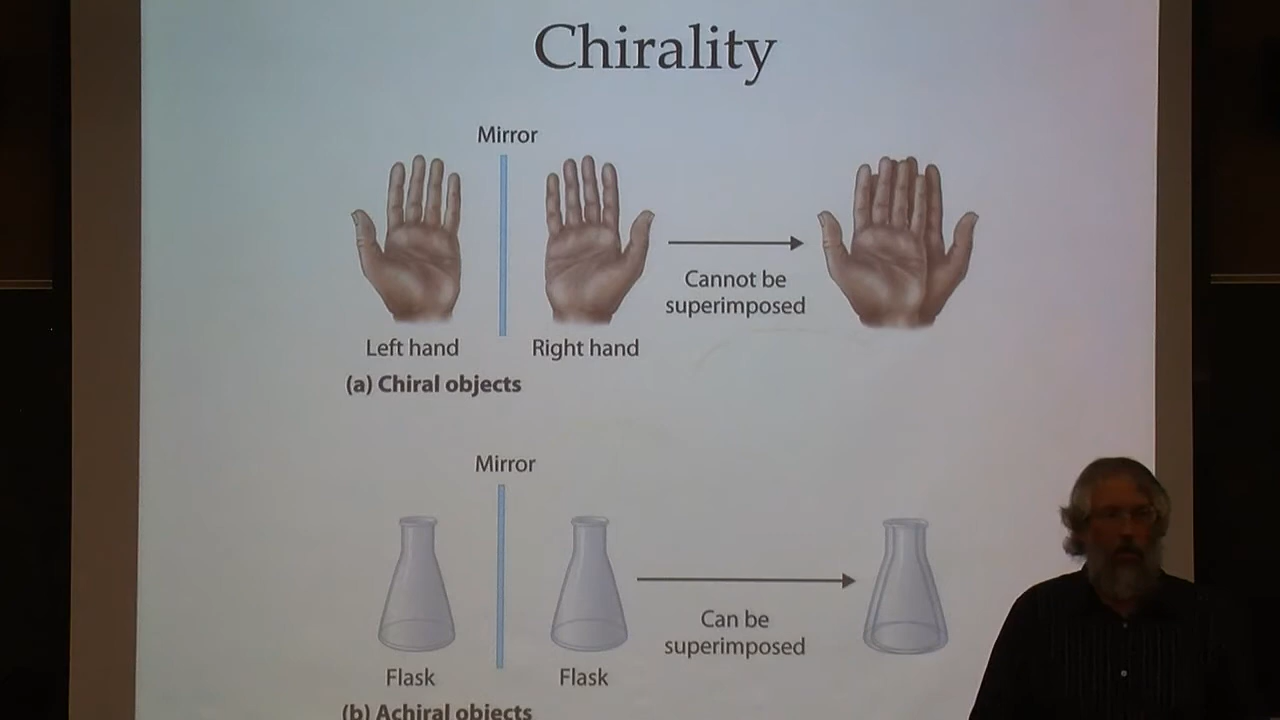 Chirality
Mirror
Cannot be
superimposed
Left hand
Right hand
(a) Chiral objects
Mirror
Can be
superimposed
Flask
Flask
(b) Achiral objects